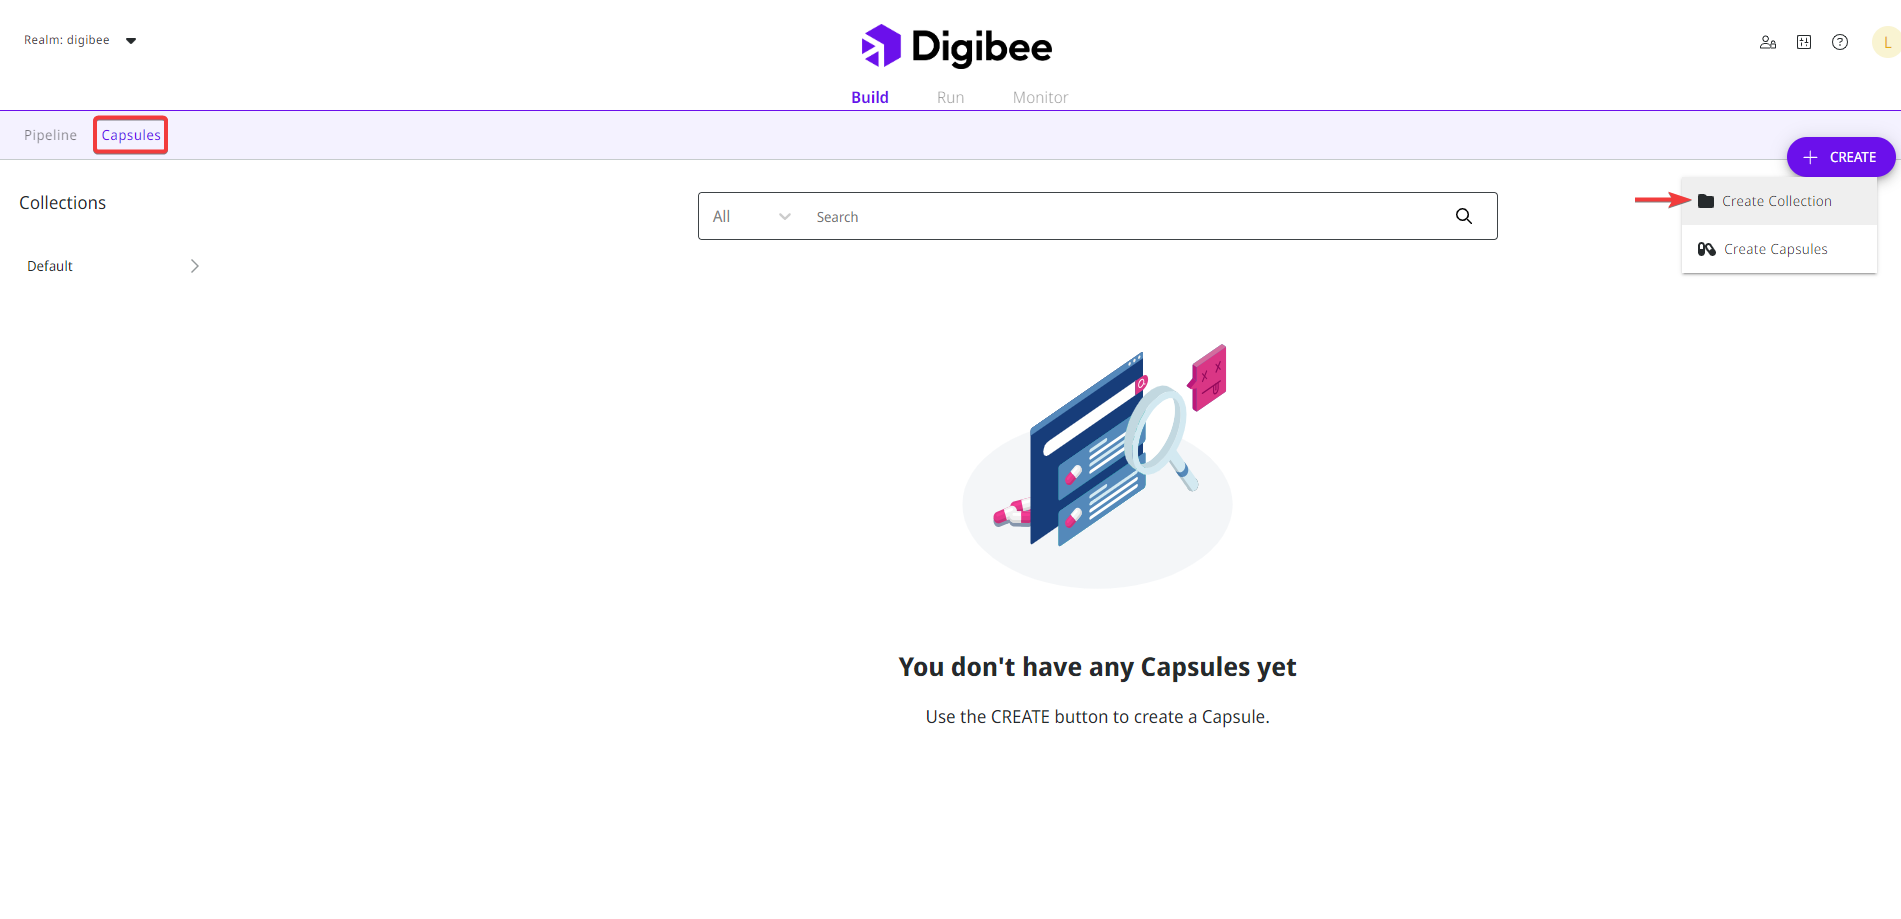 Realm: digibee
Digibee
L
Build Run Monitor
Pipeline Capsules
CREATE
Collections
All Search
Create Collection
Create Capsules
Default
You don't have any Capsules yet
Use the CREATE button to create a Capsule.